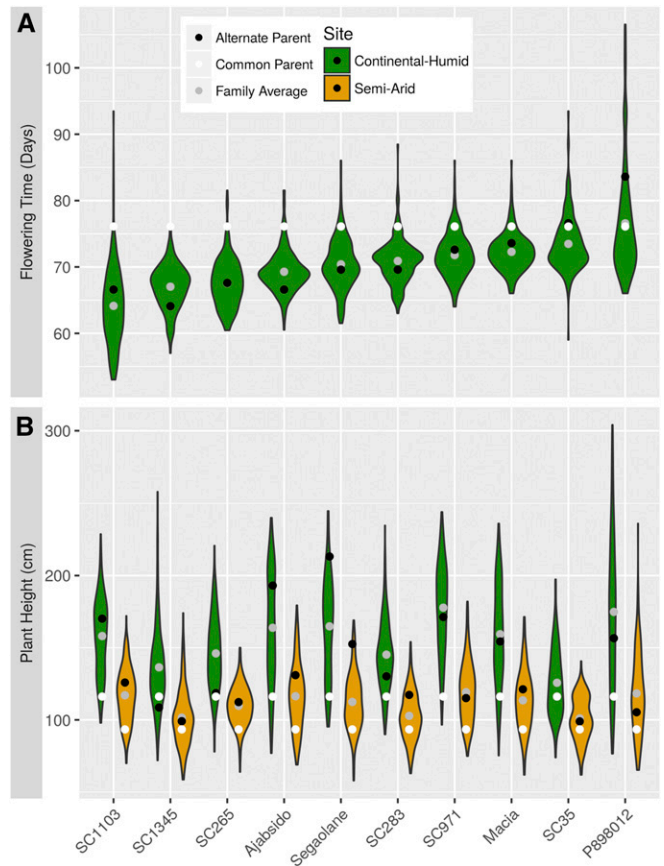 A
Alternate Parent
Common Parent
Family Average
Site
Continental-Humid
Semi-Arid
Flowering Time (Days)
100
90
80
70
60
B
Plant Height (cm)
300
200
100
SC1103
SC1345
SC265
Ajabsido
Segaolane
SC283
SC971
Macia
SC35
P898012